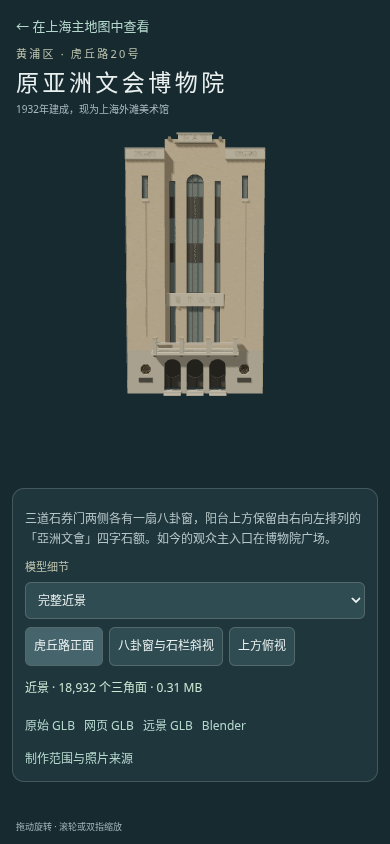 ← 在上海主地图中查看
黄浦区 · 虎丘路20号
原亚洲文会博物院
1932年建成，现为上海外滩美术馆
三道石券门两侧各有一扇八卦窗，阳台上方保留由右向左排列的
「亞洲文會」四字石额。如今的观众主入口在博物院广场。
模型细节
完整近景
虎丘路正面 八卦窗与石栏斜视 上方俯视
近景 · 18,932 个三角面 · 0.31 MB
原始 GLB 网页 GLB 远景 GLB Blender
制作范围与照片来源
拖动旋转 · 滚轮或双指缩放